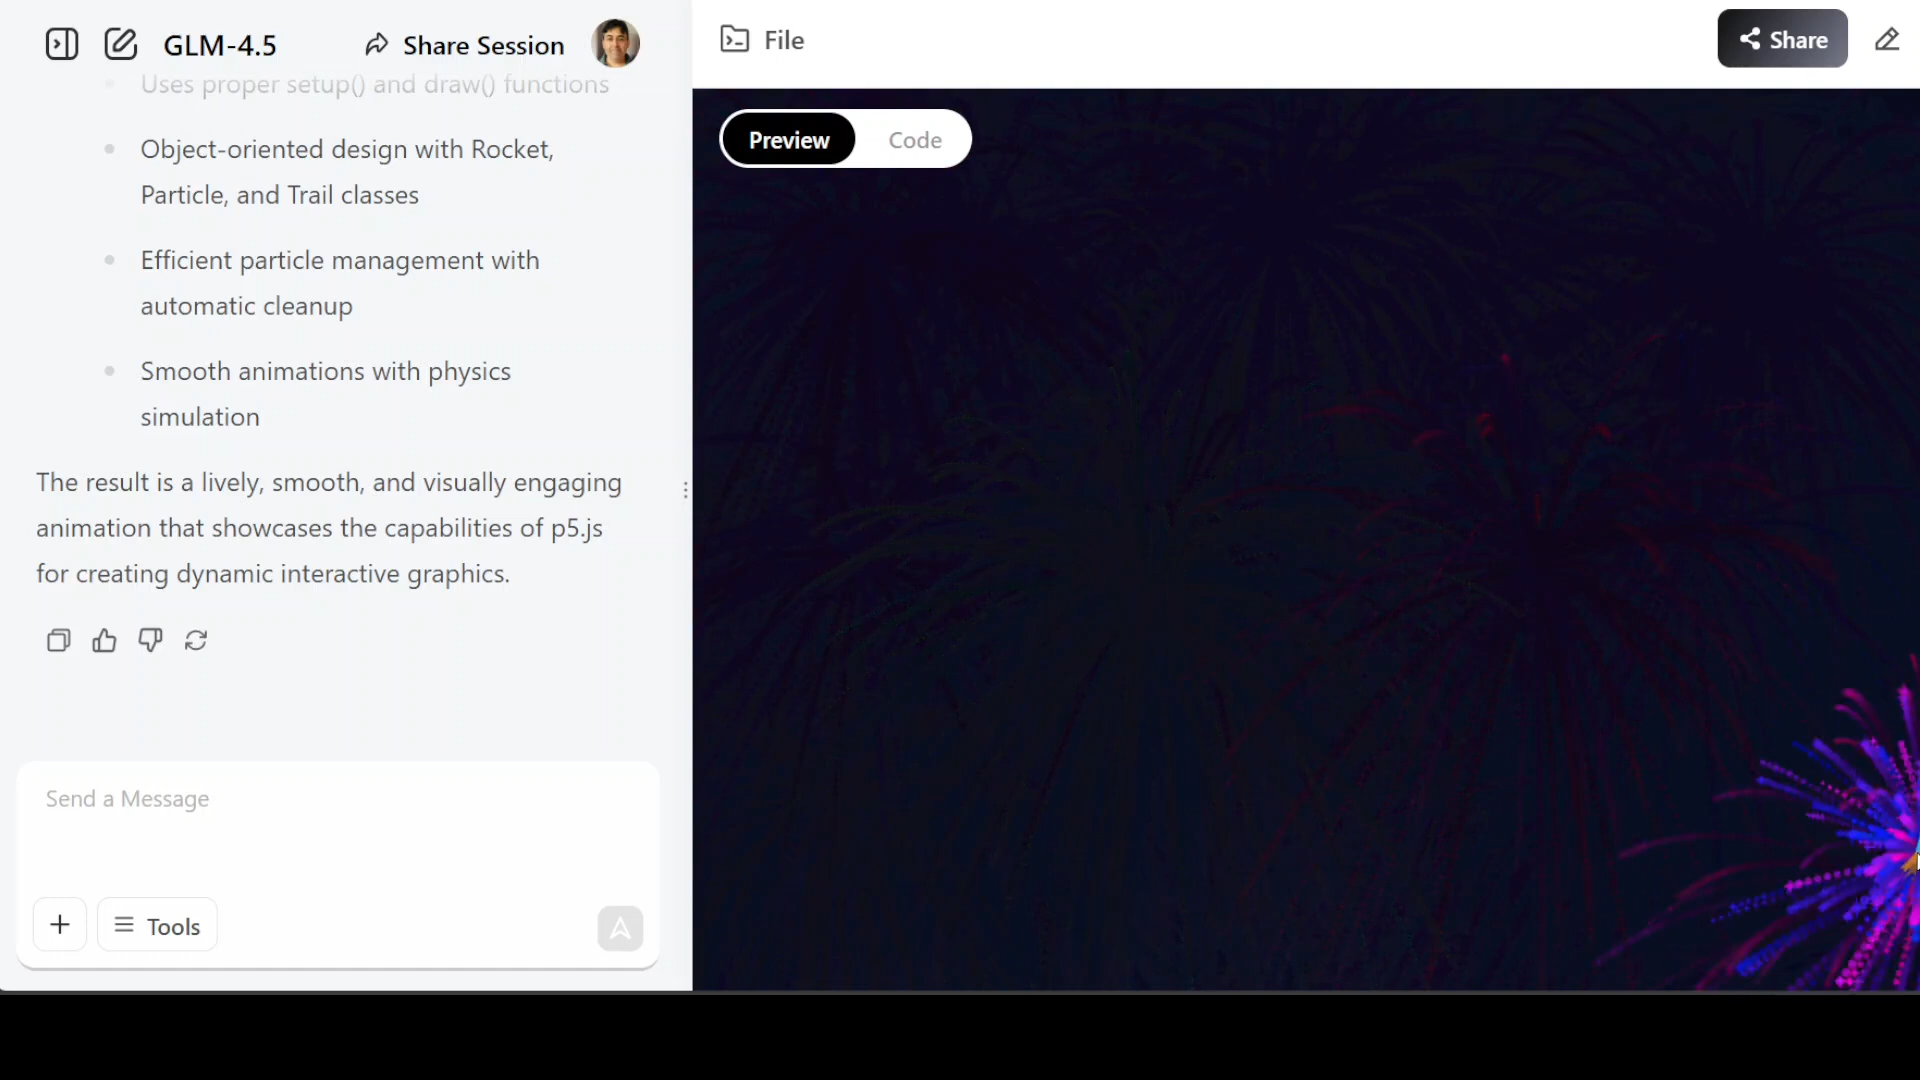 GLM-4.5
Share Session
Uses proper setup() and draw() functions
Object-oriented design with Rocket,
Particle, and Trail classes
Efficient particle management with
automatic cleanup
Smooth animations with physics
simulation
The result is a lively, smooth, and visually engaging
animation that showcases the capabilities of p5.js
for creating dynamic interactive graphics.
Send a Message
Tools
File
Share
Preview
Code